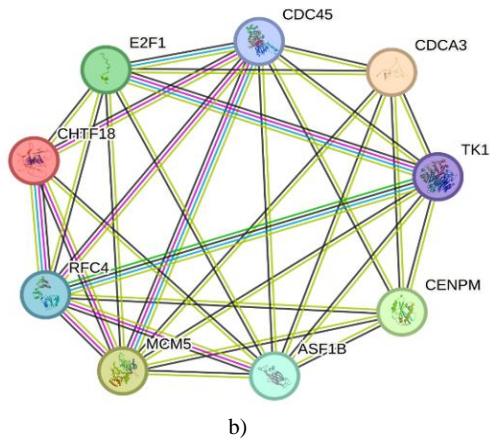 CDC45
E2F1
CDCA3
CHTF18
TK1
RFC4
CENPM
MCM5
ASF1B
b)